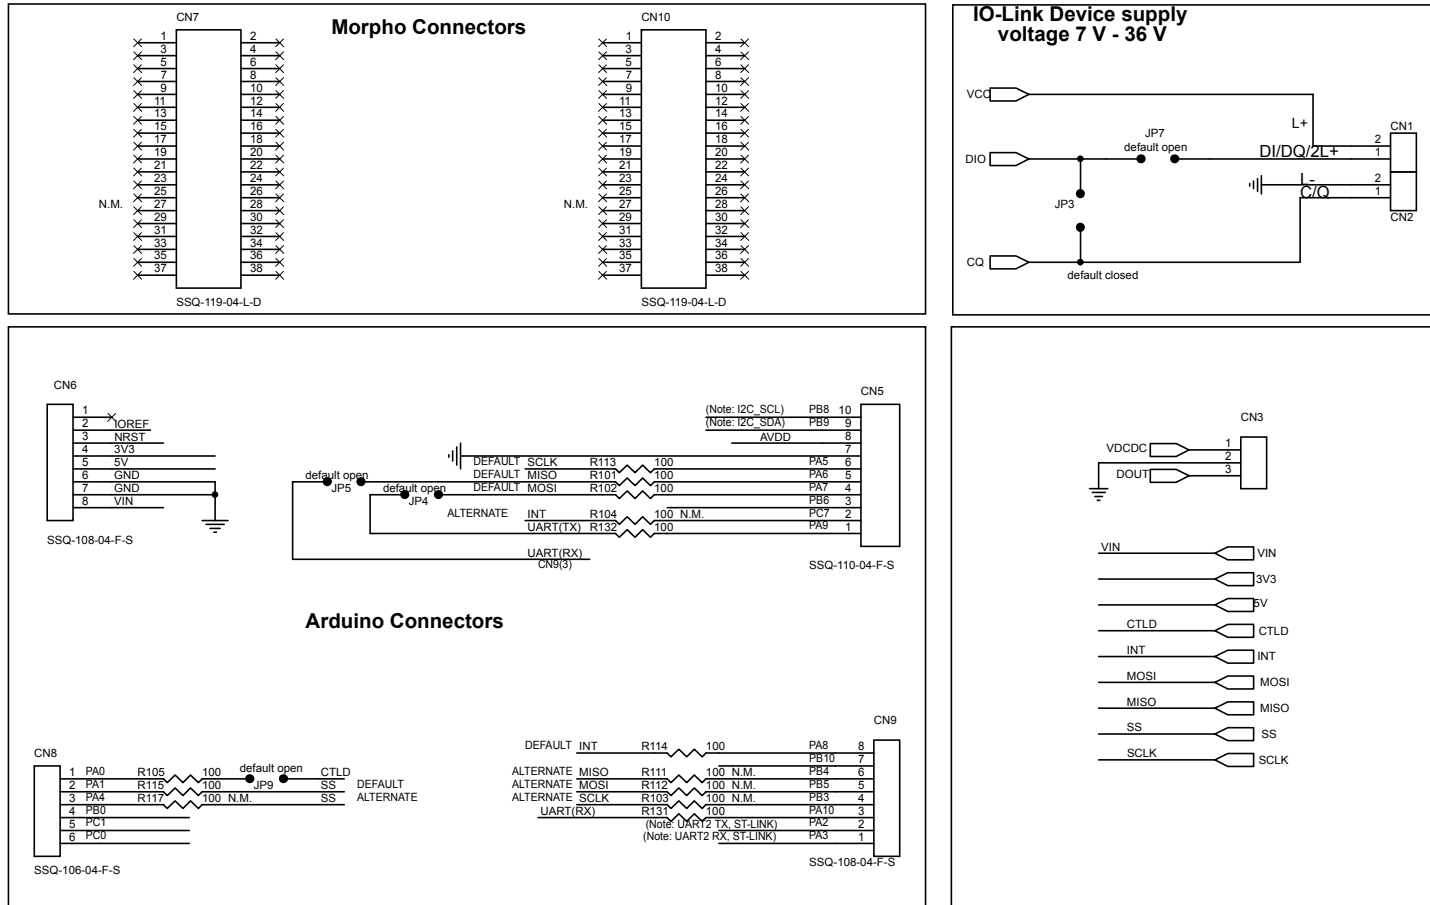 Morpho Connectors
CN7
1 2
3 4
5 6
7 8
9 10
11 12
13 14
15 16
17 18
19 20
21 22
23 24
25 26
N.M. 27 28
29 30
31 32
33 34
35 36
37 38
SSQ-119-04-L-D
CN10
1 2
3 4
5 6
7 8
9 10
11 12
13 14
15 16
17 18
19 20
21 22
23 24
25 26
N.M. 27 28
29 30
31 32
33 34
35 36
37 38
SSQ-119-04-L-D
IO-Link Device supply
voltage 7 V - 36 V
VCC
L+
CN1
2
JP7
default open
DIO
DI/DQ/2L+ 1
L- 2
C/Q 1
JP3
CN2
CQ
default closed
CN6
1
2 IOREF
3 NRST
4 3V3
5 5V
6 GND
7 GND
8 VIN
SSQ-108-04-F-S
CN5
(Note: I2C_SCL) PB8 10
(Note: I2C_SDA) PB9 9
AVDD 8
7
DEFAULT SCLK R113 100 PA5 6
default open
JP5
DEFAULT MISO R101 100 PA6 5
default open
JP4
DEFAULT MOSI R102 100 PA7 4
PB6 3
ALTERNATE INT R104 100 N.M. PC7 2
UART(TX) R132 100 PA9 1
UART(RX)
CN9(3)
SSQ-110-04-F-S
Arduino Connectors
CN8
1 PA0 R105 100 default open JP9 CTLD
2 PA1 R115 100 SS DEFAULT
3 PA4 R117 100 N.M. SS ALTERNATE
4 PB0
5 PC1
6 PC0
SSQ-106-04-F-S
CN9
DEFAULT INT R114 100 PA8 8
PB10 7
ALTERNATE MISO R111 100 N.M. PB4 6
ALTERNATE MOSI R112 100 N.M. PB5 5
ALTERNATE SCLK R103 100 N.M. PB3 4
UART(RX) R131 100 PA10 3
(Note: UART2 TX, ST-LINK) PA2 2
(Note: UART2 RX, ST-LINK) PA3 1
SSQ-108-04-F-S
CN3
VDCDC 1
2
DOUT 3
VIN VIN
3V3
5V
CTLD CTLD
INT INT
MOSI MOSI
MISO MISO
SS SS
SCLK SCLK